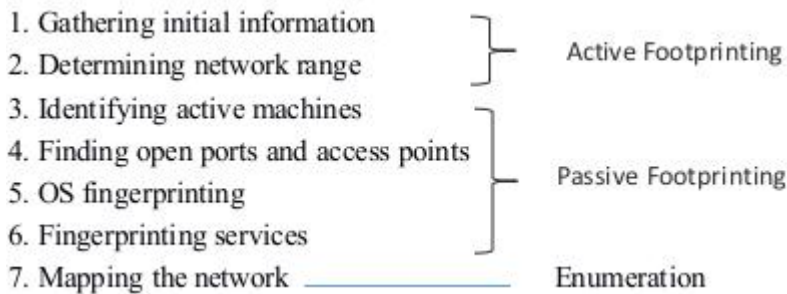 1. Gathering initial information
2. Determining network range
Active Footprinting
3. Identifying active machines
4. Finding open ports and access points
5. OS fingerprinting
6. Fingerprinting services
Passive Footprinting
7. Mapping the network
Enumeration